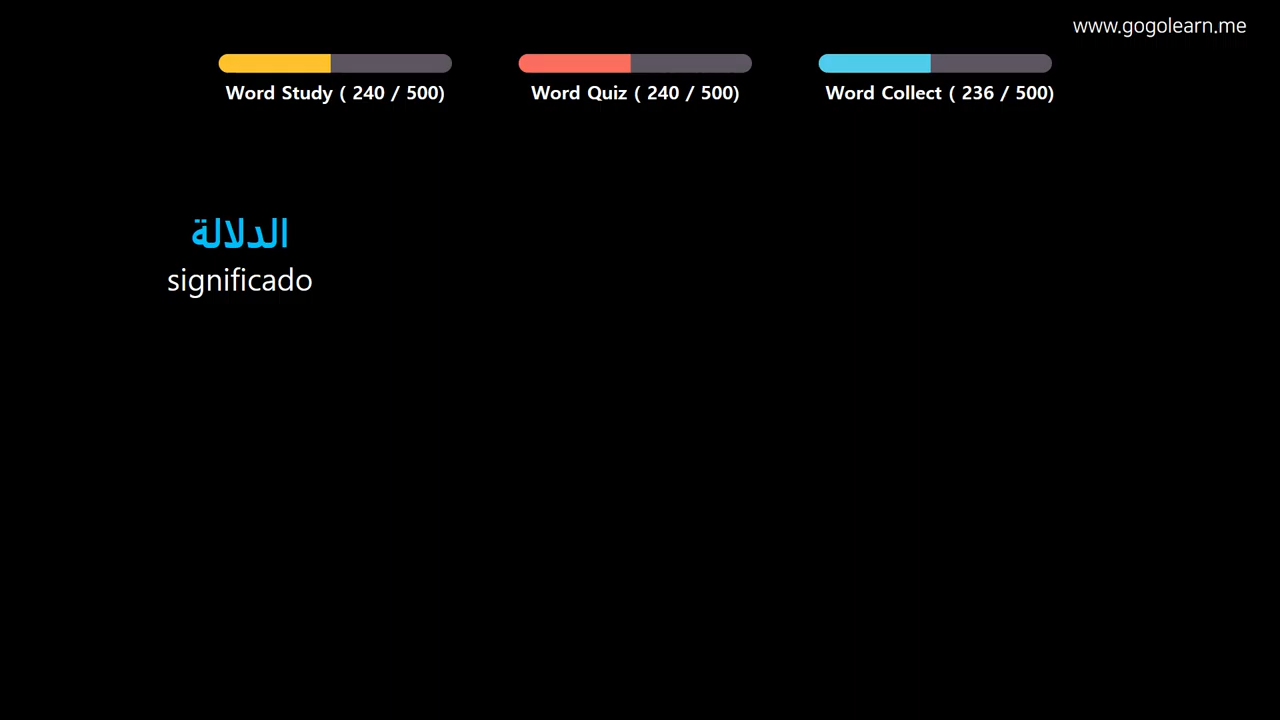 www.gogolearn.me
Word Study ( 240 / 500)
Word Quiz ( 240 / 500)
Word Collect ( 236 / 500)
الدلالة
significado